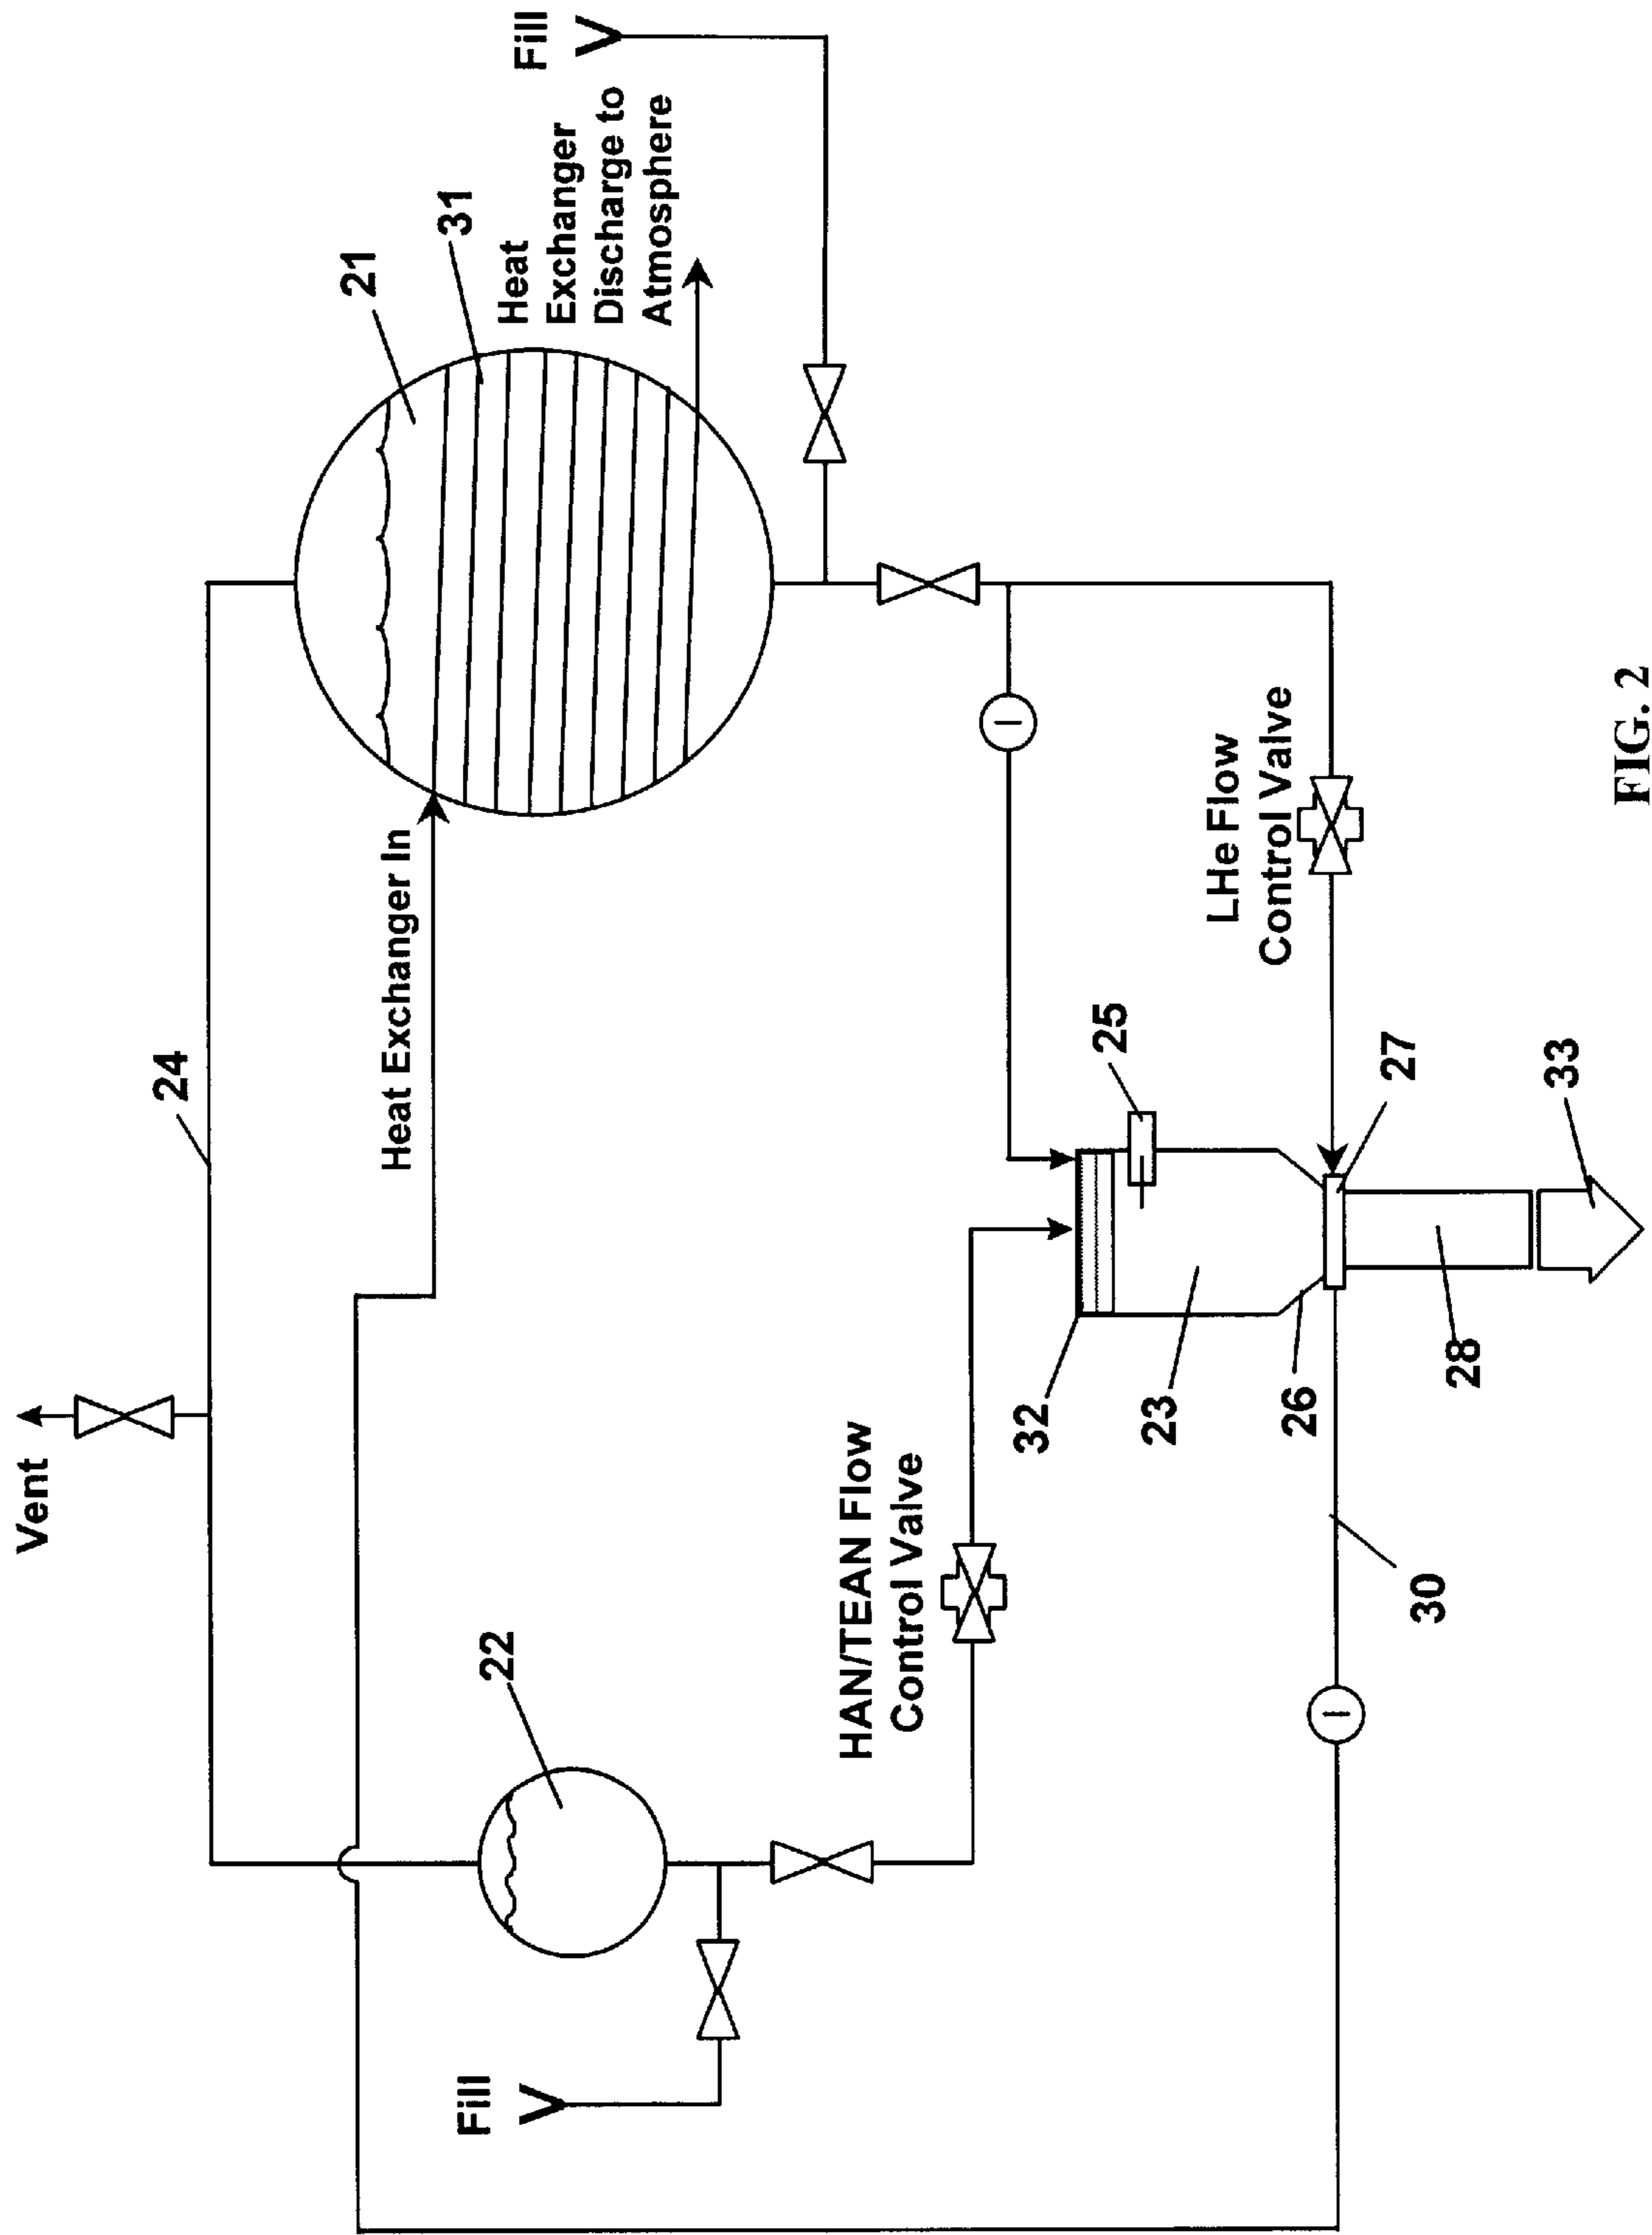 Vent
24
Fill
22
Heat Exchanger In
21
31
Fill
Heat
Exchanger
Discharge to
Atmosphere
HAN/TEAN Flow
Control Valve
32
25
23
26
LHe Flow
Control Valve
30
27
28
33
FIG. 2